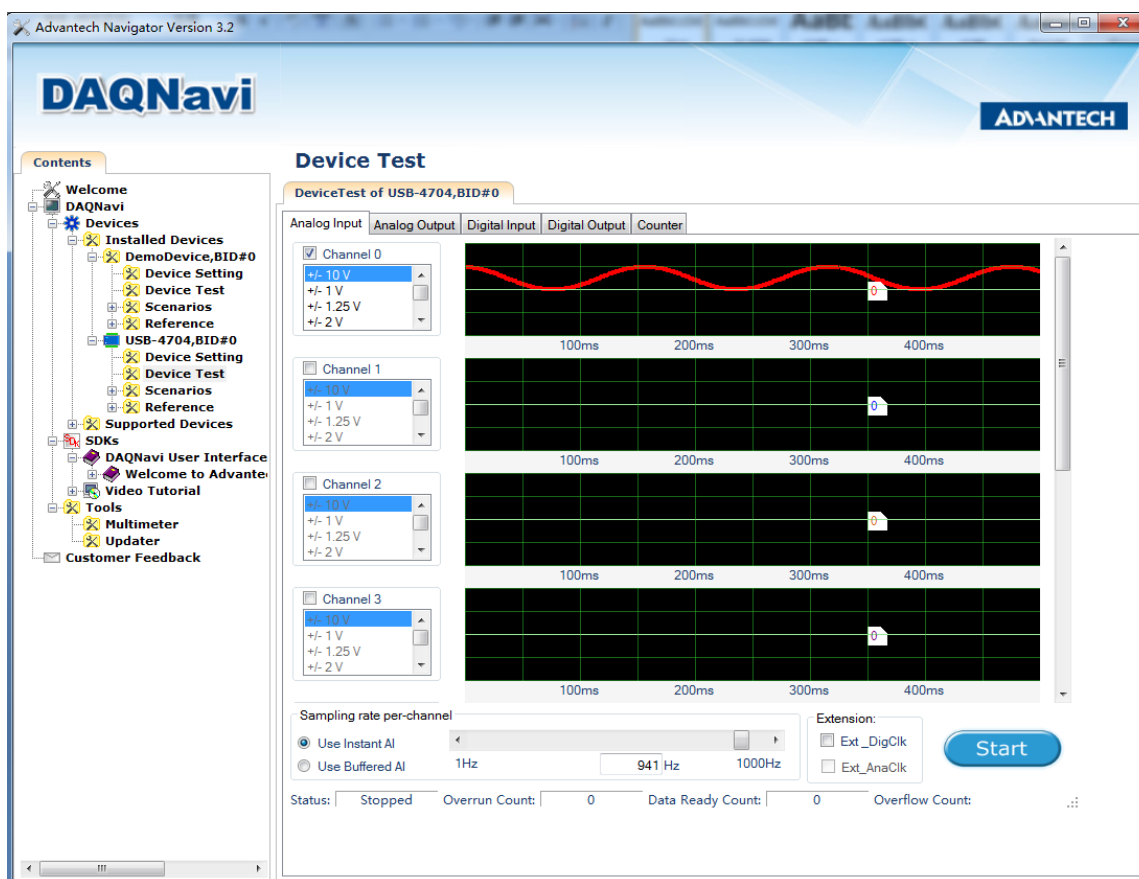 Advantech Navigator Version 3.2
DAQNavi
ADVANTECH
Contents
Welcome
DAQNavi
Devices
Installed Devices
DemoDevice,BID#0
Device Setting
Device Test
Scenarios
Reference
USB-4704,BID#0
Device Setting
Device Test
Scenarios
Reference
Supported Devices
SDKs
DAQNavi User Interface
Welcome to Advante
Video Tutorial
Tools
Multimeter
Updater
Customer Feedback
Device Test
DeviceTest of USB-4704,BID#0
Analog Input Analog Output Digital Input Digital Output Counter
Channel 0
+/- 10 V
+/- 1 V
+/- 1.25 V
+/- 2 V
0
100ms 200ms 300ms 400ms
Channel 1
+/- 10 V
+/- 1 V
+/- 1.25 V
+/- 2 V
0
100ms 200ms 300ms 400ms
Channel 2
+/- 10 V
+/- 1 V
+/- 1.25 V
+/- 2 V
0
100ms 200ms 300ms 400ms
Channel 3
+/- 10 V
+/- 1 V
+/- 1.25 V
+/- 2 V
0
100ms 200ms 300ms 400ms
Sampling rate per-channel
Use Instant AI
Use Buffered AI
1Hz 941 Hz 1000Hz
Extension:
Ext_DigClk
Ext_AnaClk
Start
Status: Stopped Overrun Count: 0 Data Ready Count: 0 Overflow Count: